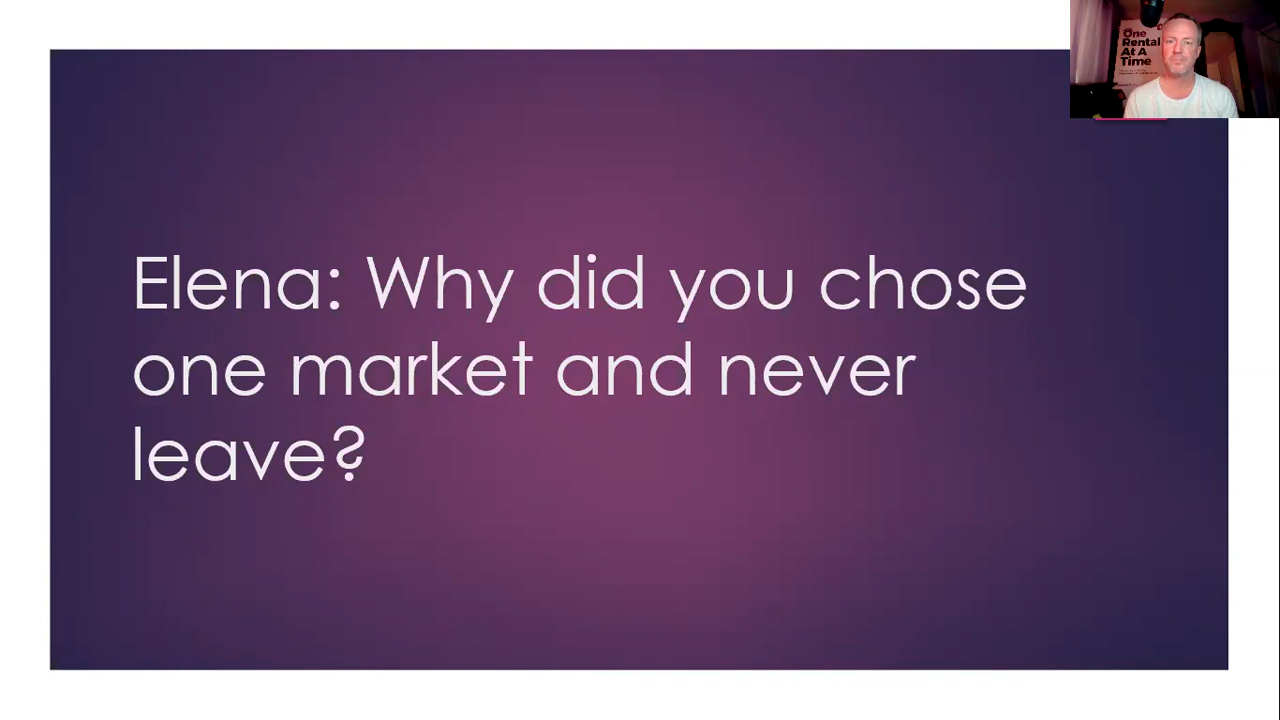 One
Rental
At A
Time
Elena: Why did you chose
one market and never
leave?